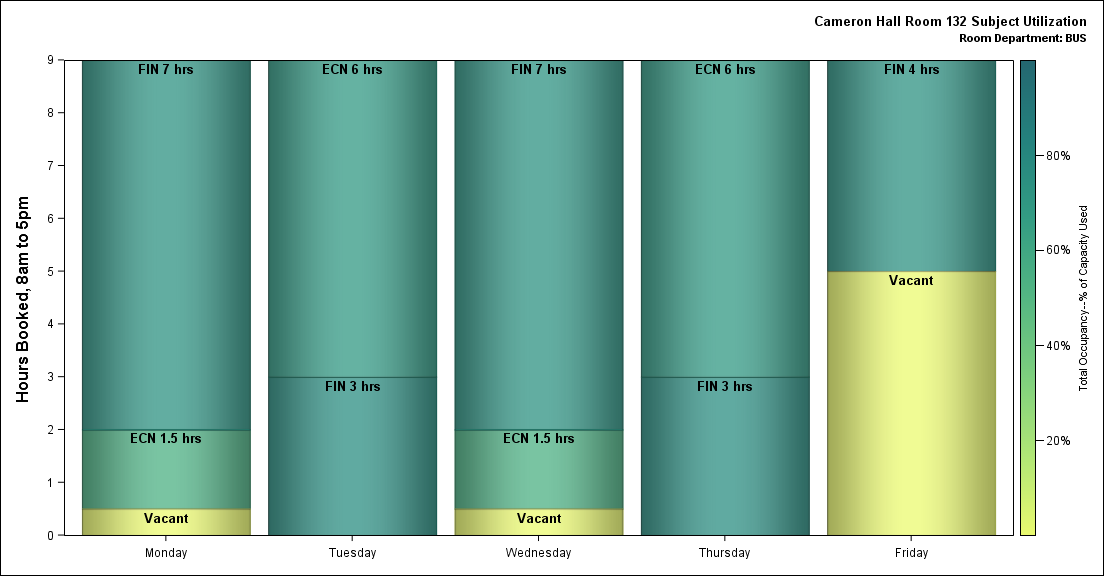 Cameron Hall Room 132 Subject Utilization
Room Department: BUS
Hours Booked, 8am to 5pm
9
8
7
6
5
4
3
2
1
0
FIN 7 hrs
ECN 1.5 hrs
Vacant
ECN 6 hrs
FIN 3 hrs
FIN 7 hrs
ECN 1.5 hrs
Vacant
ECN 6 hrs
FIN 3 hrs
FIN 4 hrs
Vacant
Monday
Tuesday
Wednesday
Thursday
Friday
80%
60%
40%
20%
Total Occupancy--% of Capacity Used